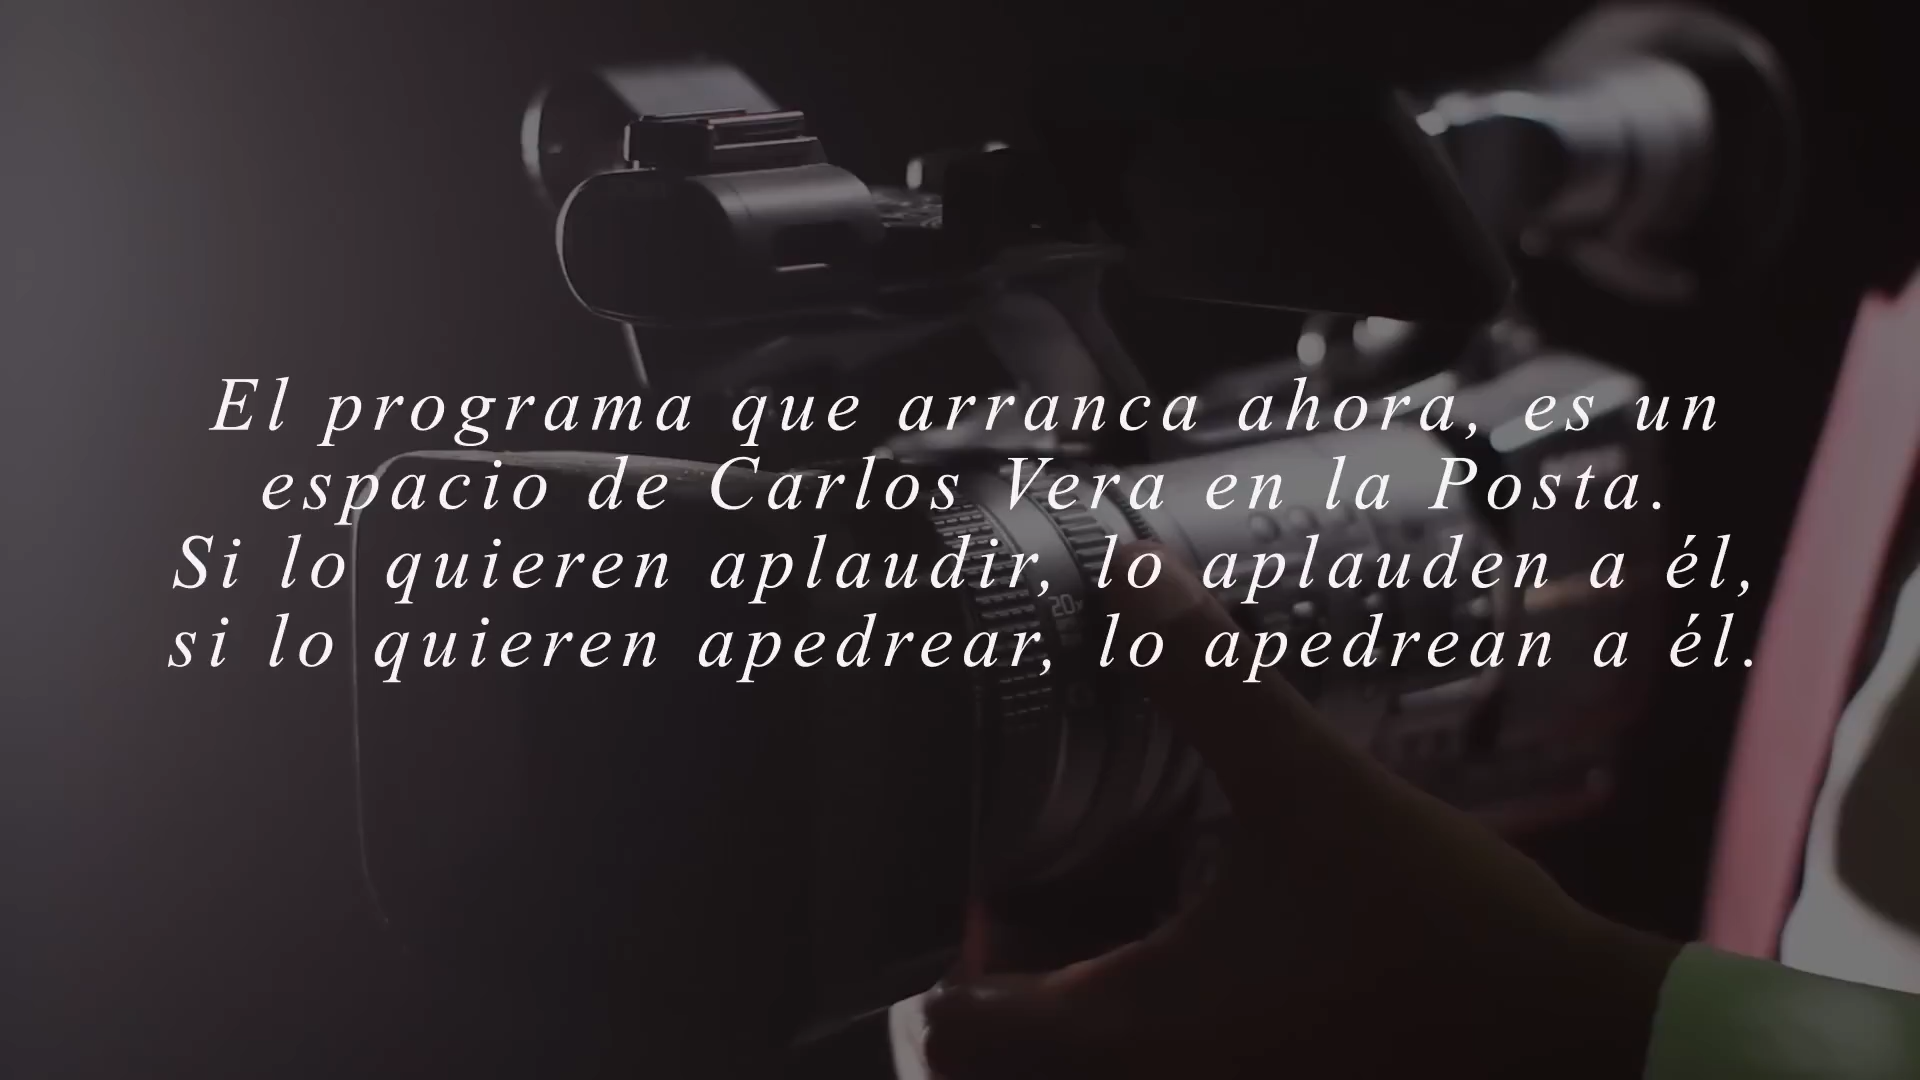 El programa que arranca ahora, es un
espacio de Carlos Vera en la Posta.
Si lo quieren aplaudir, lo aplauden a él,
si lo quieren apedrear, lo apedrean a él.
20x